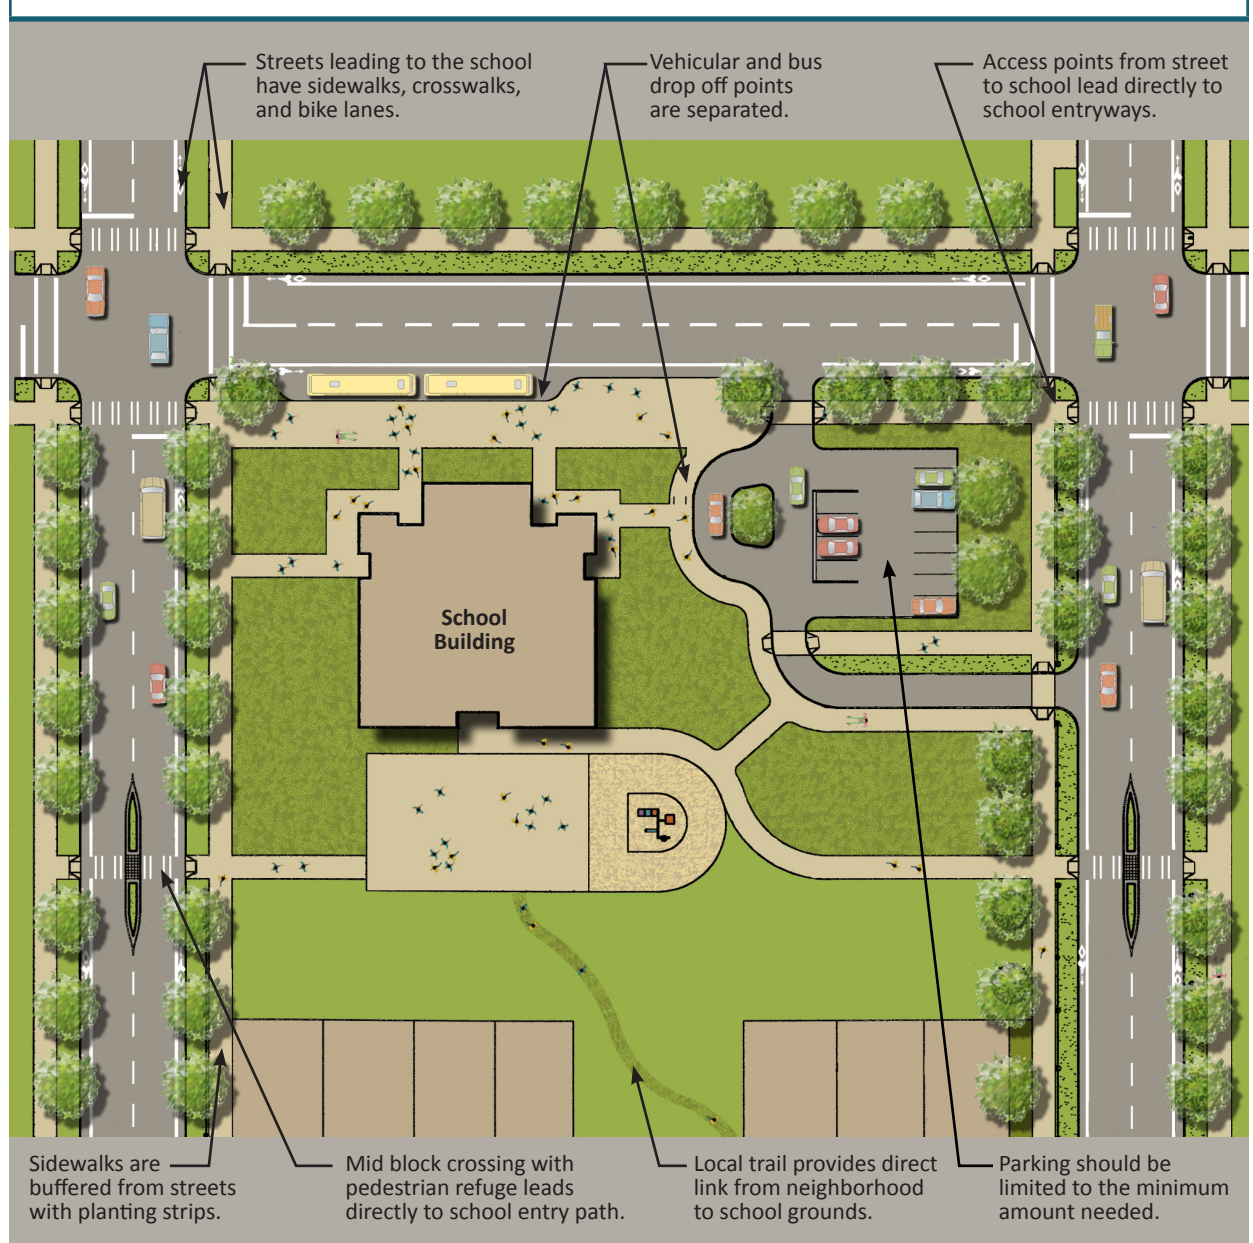 Streets leading to the school
have sidewalks, crosswalks,
and bike lanes.
Vehicular and bus
drop off points
are separated.
Access points from street
to school lead directly to
school entryways.
School
Building
Sidewalks are
buffered from streets
with planting strips.
Mid block crossing with
pedestrian refuge leads
directly to school entry path.
Local trail provides direct
link from neighborhood
to school grounds.
Parking should be
limited to the minimum
amount needed.